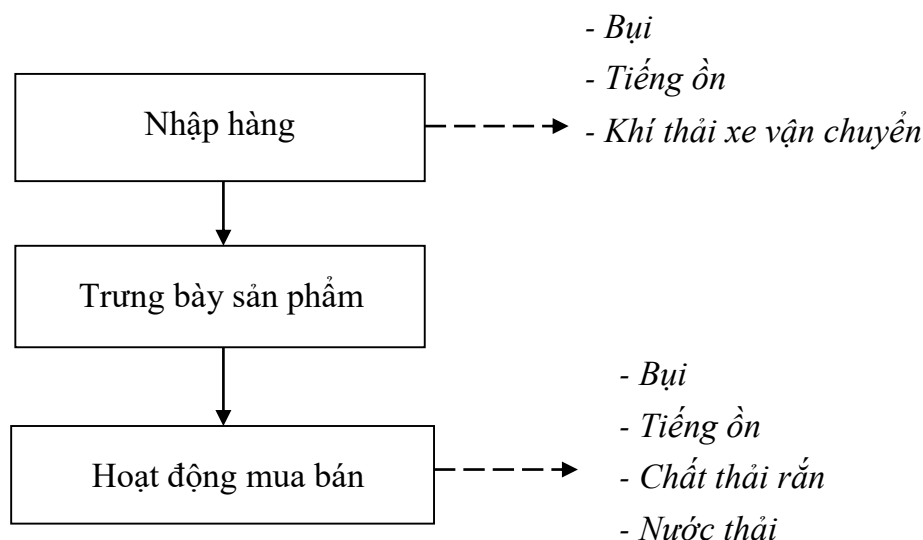 - Bụi
- Tiếng ồn
- Khí thải xe vận chuyển
Nhập hàng
Trưng bày sản phẩm
Hoạt động mua bán
- Bụi
- Tiếng ồn
- Chất thải rắn
- Nước thải